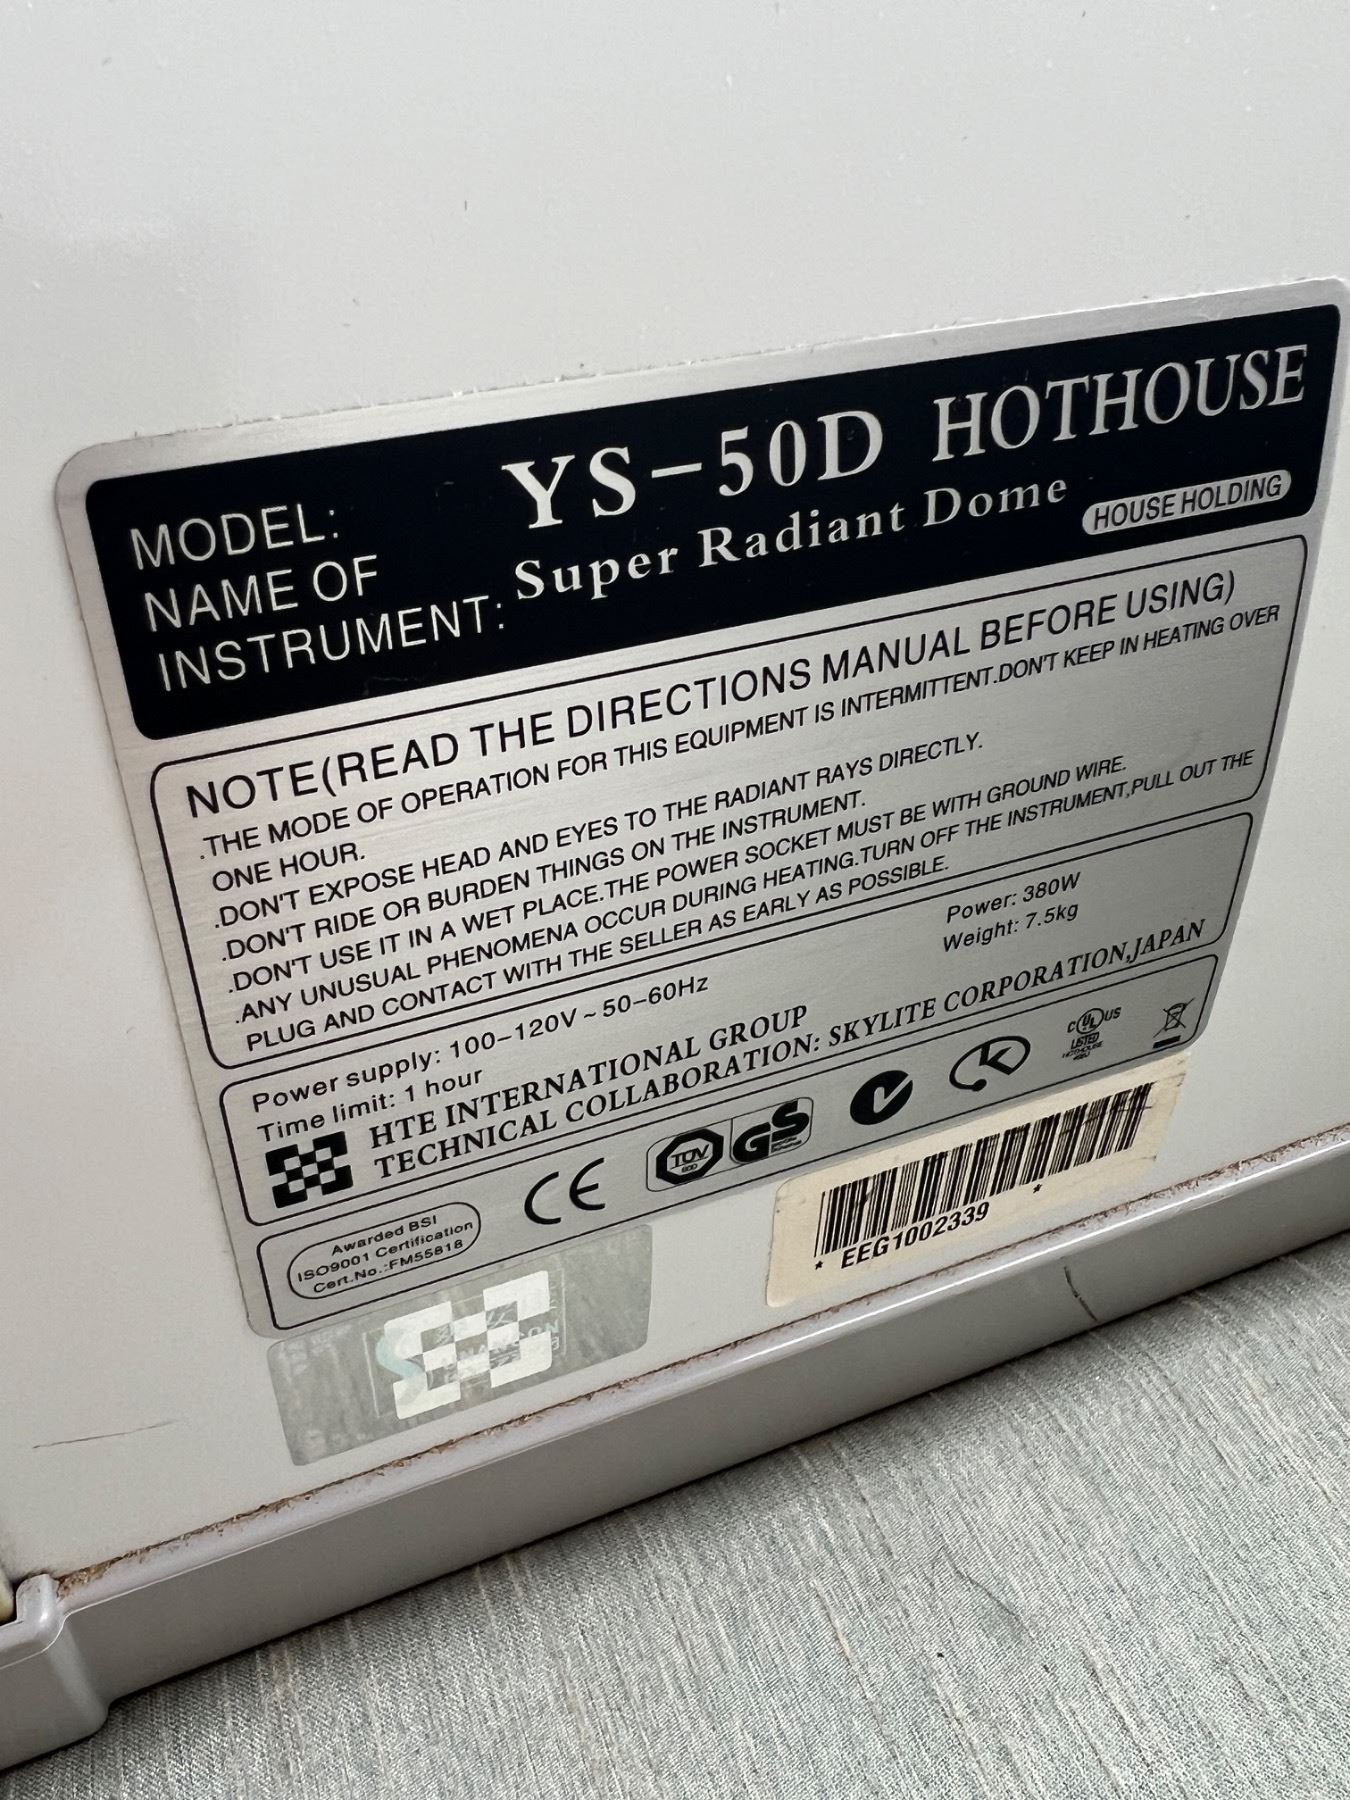 MODEL: YS-50D HOTHOUSE
NAME OF
INSTRUMENT: Super Radiant Dome HOUSE HOLDING
NOTE(READ THE DIRECTIONS MANUAL BEFORE USING)
.THE MODE OF OPERATION FOR THIS EQUIPMENT IS INTERMITTENT.DON'T KEEP IN HEATING OVER
ONE HOUR.
.DON'T EXPOSE HEAD AND EYES TO THE RADIANT RAYS DIRECTLY.
.DON'T RIDE OR BURDEN THINGS ON THE INSTRUMENT.
.DON'T USE IT IN A WET PLACE.THE POWER SOCKET MUST BE WITH GROUND WIRE.
.ANY UNUSUAL PHENOMENA OCCUR DURING HEATING.TURN OFF THE INSTRUMENT,PULL OUT THE
PLUG AND CONTACT WITH THE SELLER AS EARLY AS POSSIBLE.
Power supply: 100-120V ~ 50-60Hz Power: 380W
Time limit: 1 hour Weight: 7.5kg
HTE INTERNATIONAL GROUP
TECHNICAL COLLABORATION: SKYLITE CORPORATION,JAPAN
Awarded BSI
ISO9001 Certification
Cert.No.:FM55818
CE
TÜV
GS
K
c UL US
LISTED
HOTHOUSE
* EEG1002339 *